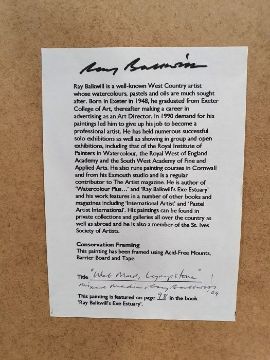 Ray Balkwill
Ray Balkwill is a well-known West Country artist
whose watercolours, pastels and oils are much sought
after. Born in Exeter in 1948, he graduated from Exeter
College of Art, thereafter making a career in
advertising as an Art Director. In 1990 demand for his
paintings led him to give up his job to become a
professional artist. He has held numerous successful
solo exhibitions as well as showing in group and open
exhibitions, including that of the Royal Institute of
Painters in Watercolour, the Royal West of England
Academy and the South West Academy of Fine and
Applied Arts. He also runs painting courses in Cornwall
and from his Exmouth studio and is a regular
contributor to The Artist magazine. He is author of
'Watercolour Plus...' and 'Ray Balkwill's Exe Estuary'
and his work features in a number of other books and
magazines including 'International Artist' and 'Pastel
Artist International'. His paintings can be found in
private collections and galleries all over the country as
well as abroad and he is also a member of the St. Ives
Society of Artists.
Conservation Framing
This painting has been framed using Acid-Free Mounts,
Barrier Board and Tape
Title "West Mud, Lympstone"
mixed media Ray Balkwill
This painting is featured on page 98 in the book
'Ray Balkwill's Exe Estuary'.